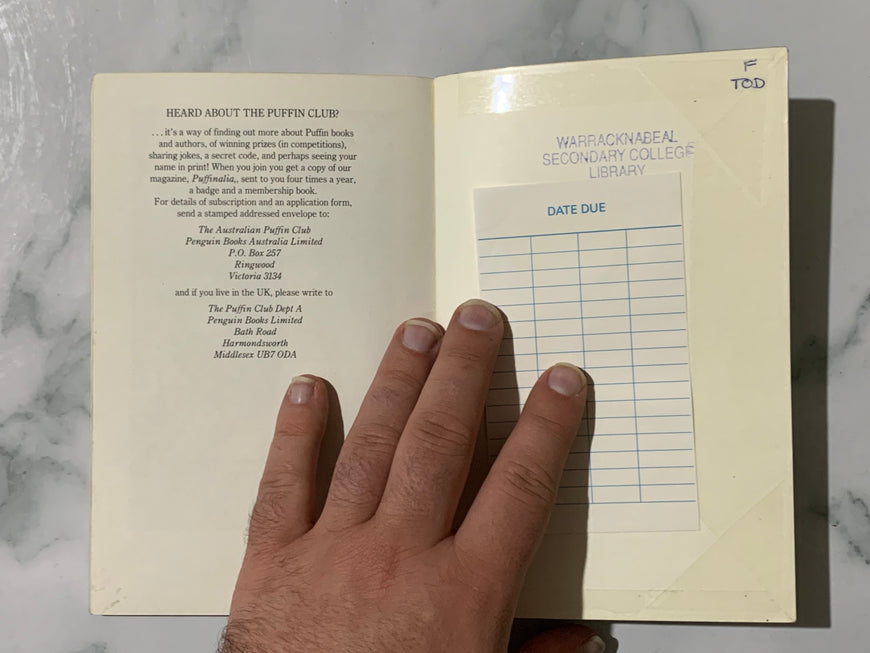 HEARD ABOUT THE PUFFIN CLUB?
...it's a way of finding out more about Puffin books
and authors, of winning prizes (in competitions),
sharing jokes, a secret code, and perhaps seeing your
name in print! When you join you get a copy of our
magazine, Puffinalia,, sent to you four times a year,
a badge and a membership book.
For details of subscription and an application form,
send a stamped addressed envelope to:
The Australian Puffin Club
Penguin Books Australia Limited
P.O. Box 257
Ringwood
Victoria 3134
and if you live in the UK, please write to
The Puffin Club Dept A
Penguin Books Limited
Bath Road
Harmondsworth
Middlesex UB7 ODA
F
TOD
WARRACKNABEAL
SECONDARY COLLEGE
LIBRARY
DATE DUE